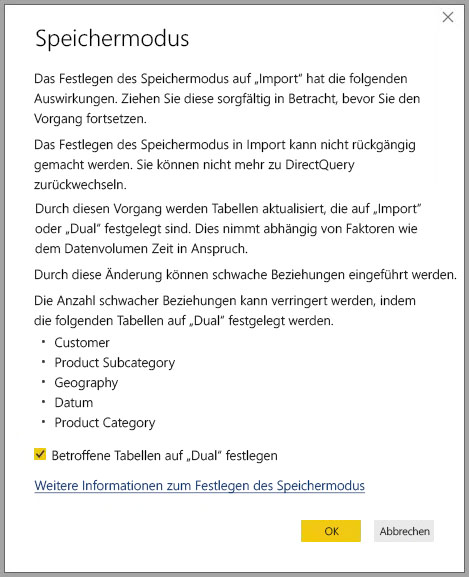 Speichermodus
Das Festlegen des Speichermodus auf „Import" hat die folgenden
Auswirkungen. Ziehen Sie diese sorgfältig in Betracht, bevor Sie den
Vorgang fortsetzen.
Das Festlegen des Speichermodus in Import kann nicht rückgängig
gemacht werden. Sie können nicht mehr zu DirectQuery
zurückwechseln.
Durch diesen Vorgang werden Tabellen aktualisiert, die auf „Import"
oder „Dual" festgelegt sind. Dies nimmt abhängig von Faktoren wie
dem Datenvolumen Zeit in Anspruch.
Durch diese Änderung können schwache Beziehungen eingeführt werden.
Die Anzahl schwacher Beziehungen kann verringert werden, indem
die folgenden Tabellen auf „Dual" festgelegt werden.
• Customer
• Product Subcategory
• Geography
• Datum
• Product Category
Betroffene Tabellen auf „Dual" festlegen
Weitere Informationen zum Festlegen des Speichermodus
OK Abbrechen